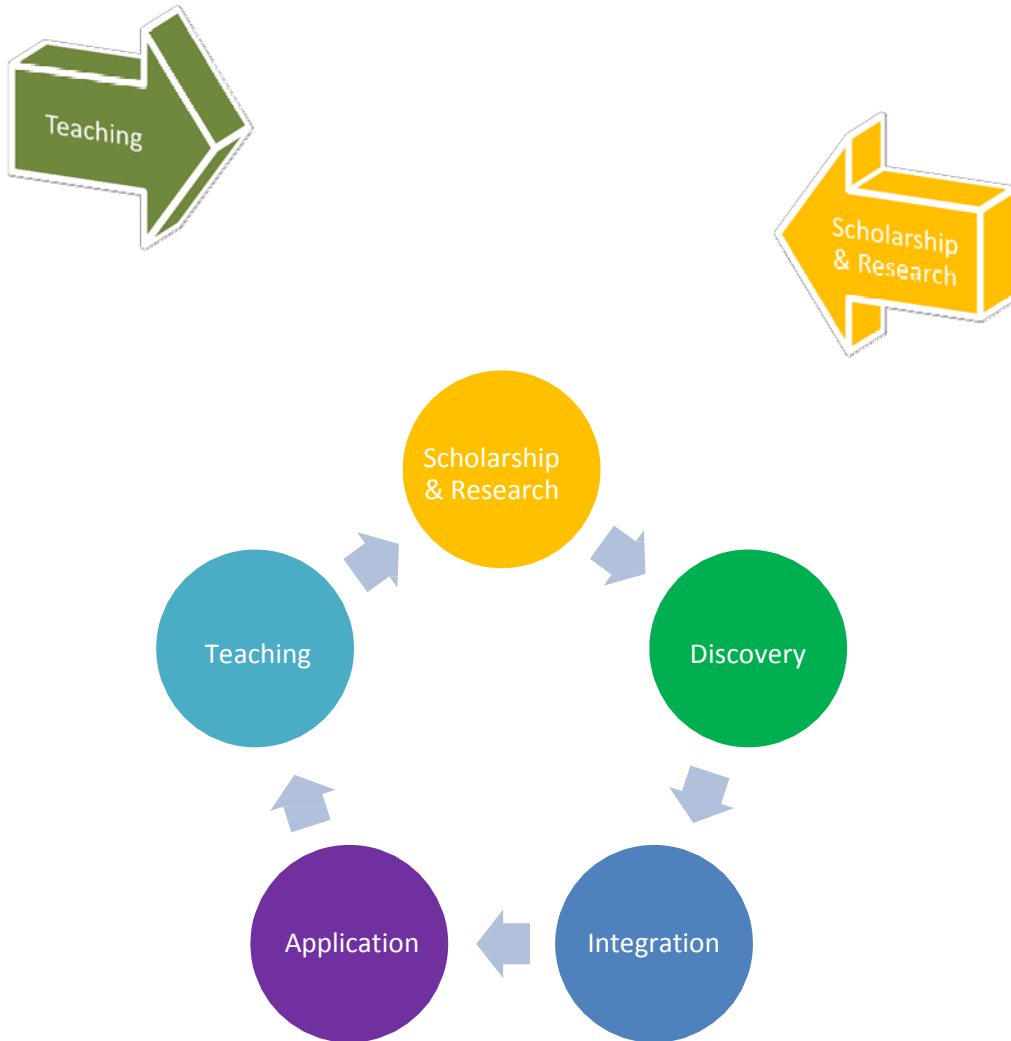 Teaching
Scholarship
& Research
Scholarship
& Research
Teaching
Discovery
Application
Integration